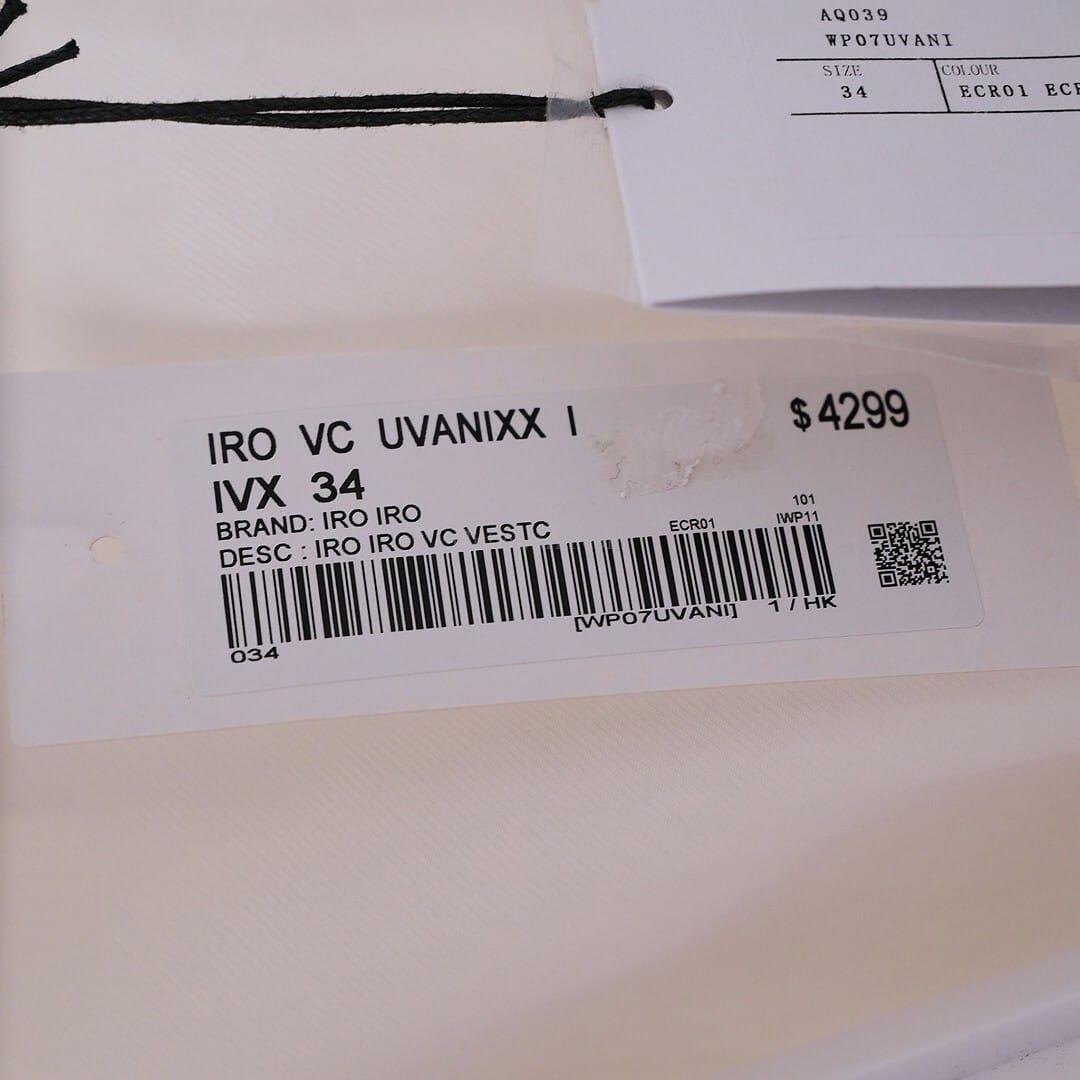 AQ039
WP07UVANI
SIZE COLOUR
34 ECR01
IRO VC UVANIXX I $4299
IVX 34
BRAND: IRO IRO 101
DESC : IRO IRO VC VESTC ECR01 IWP11
034 [WP07UVANI] 1 / HK